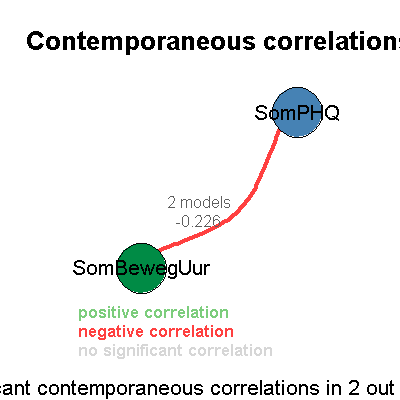 Contemporaneous correlations
SomPHQ
2 models
-0.226
SomBewegUur
positive correlation
negative correlation
no significant correlation
cant contemporaneous correlations in 2 out